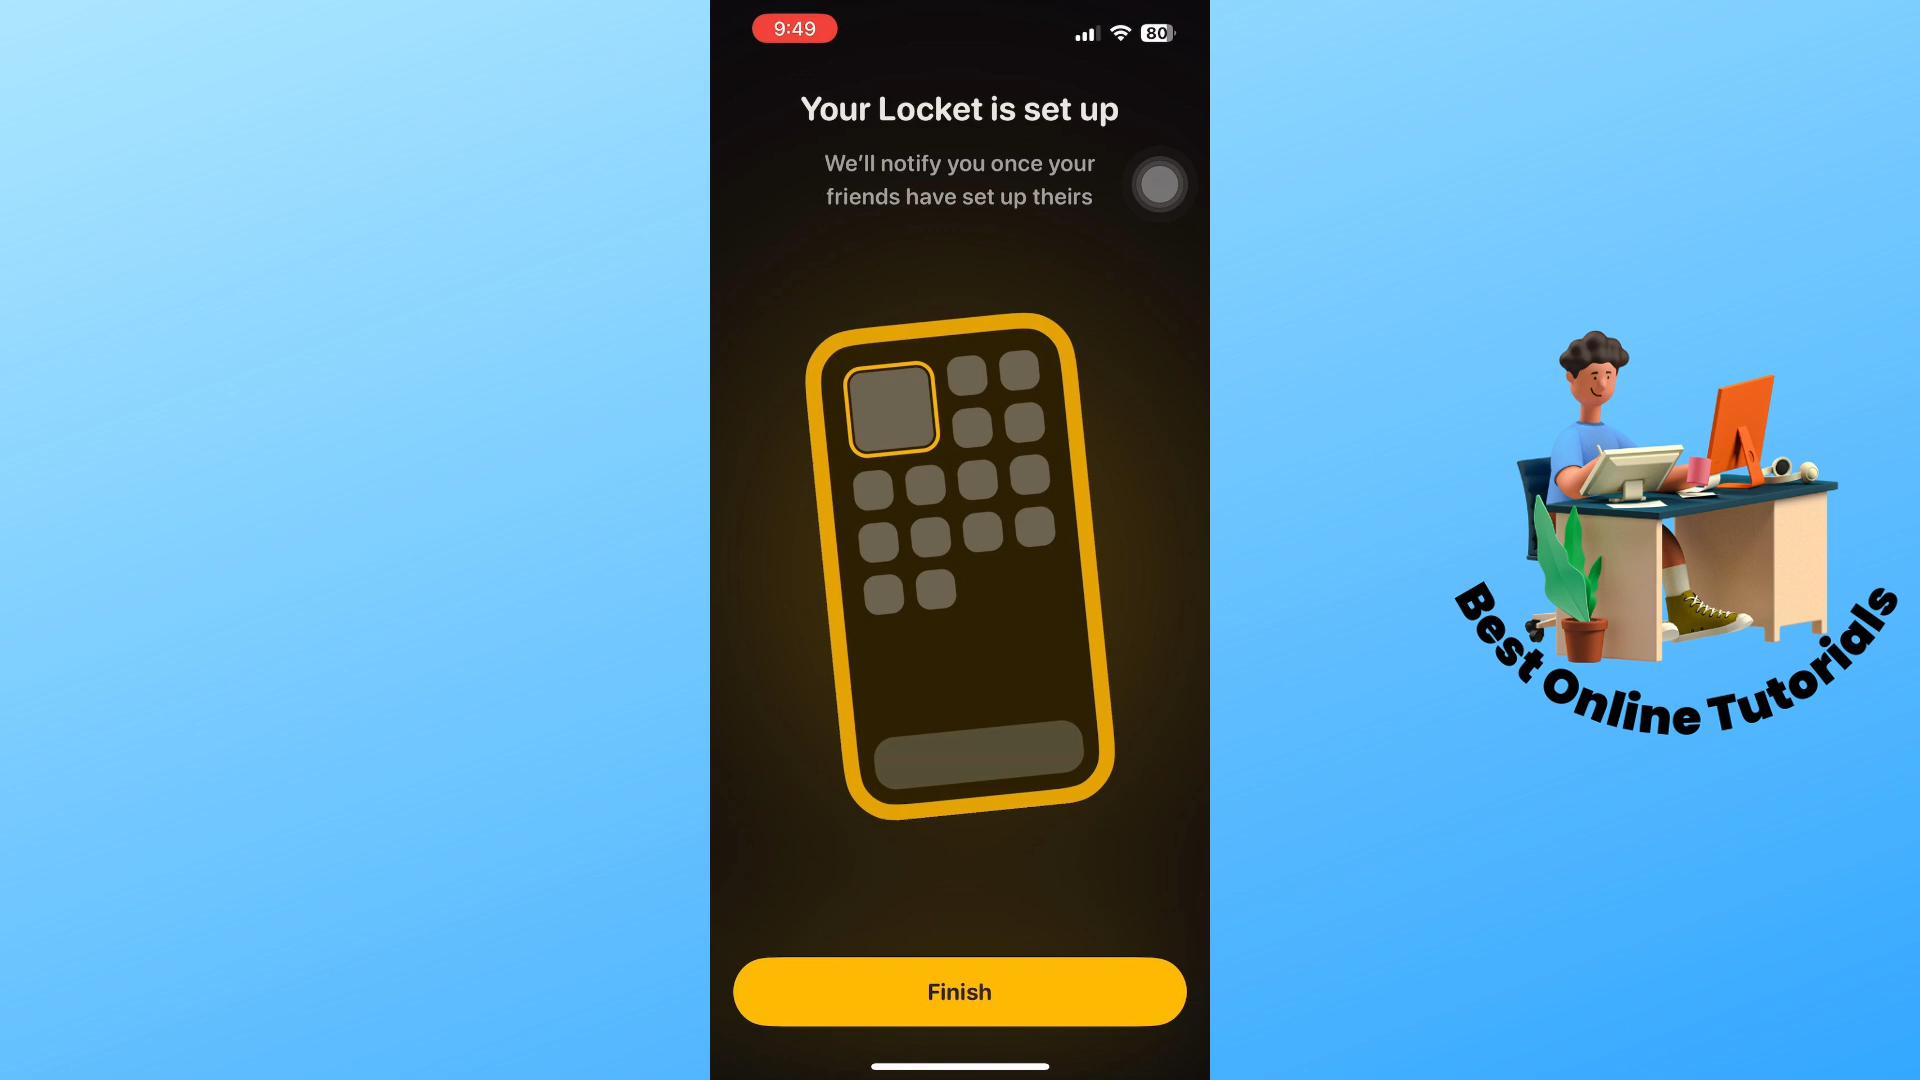 9:49
80
Your Locket is set up
We'll notify you once your
friends have set up theirs
Finish
Best Online Tutorials